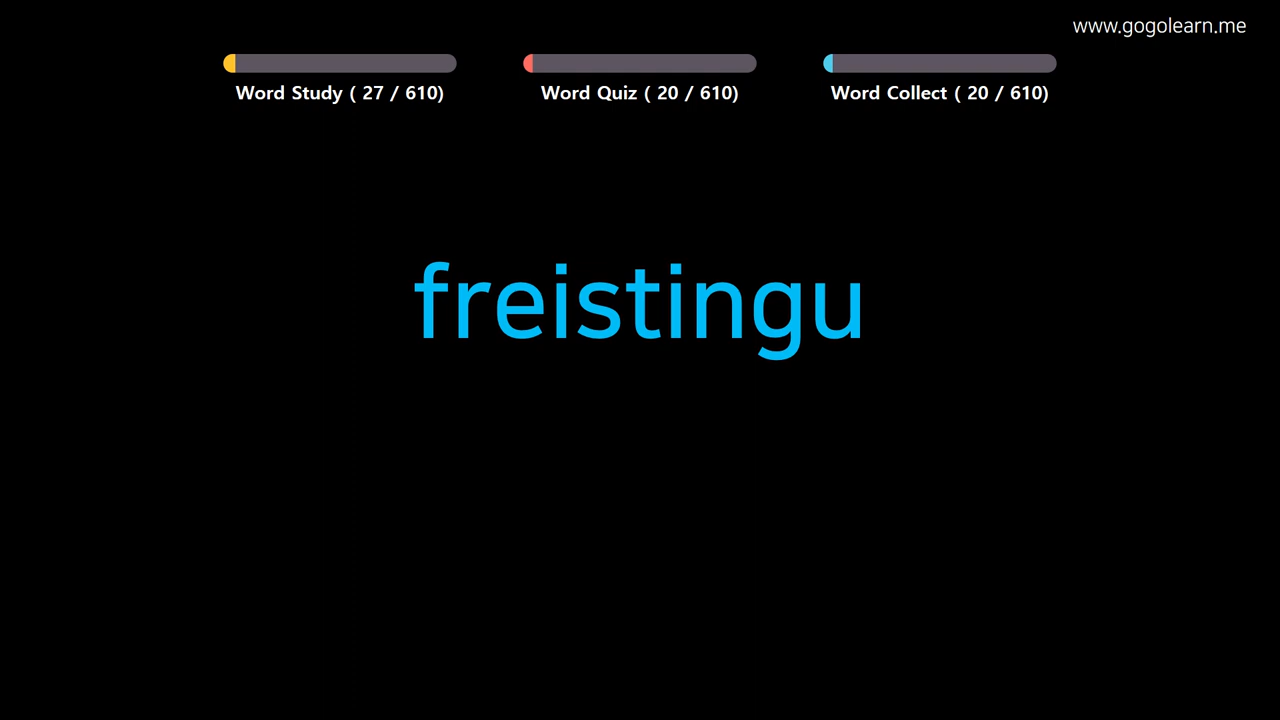 www.gogolearn.me
Word Study ( 27 / 610)
Word Quiz ( 20 / 610)
Word Collect ( 20 / 610)
freistingu